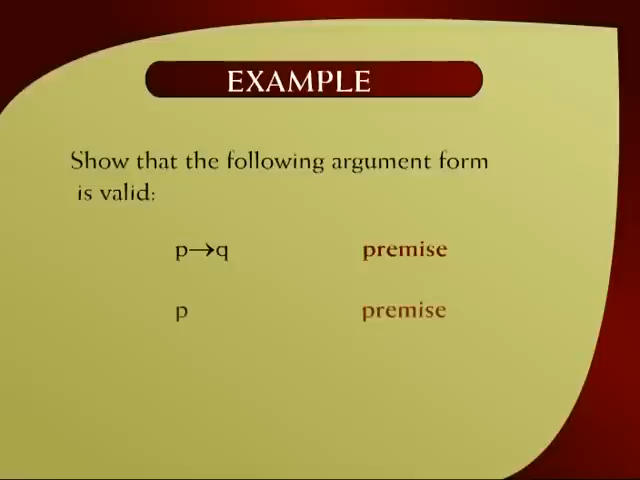 EXAMPLE
Show that the following argument form
is valid:
p→q premise
p premise